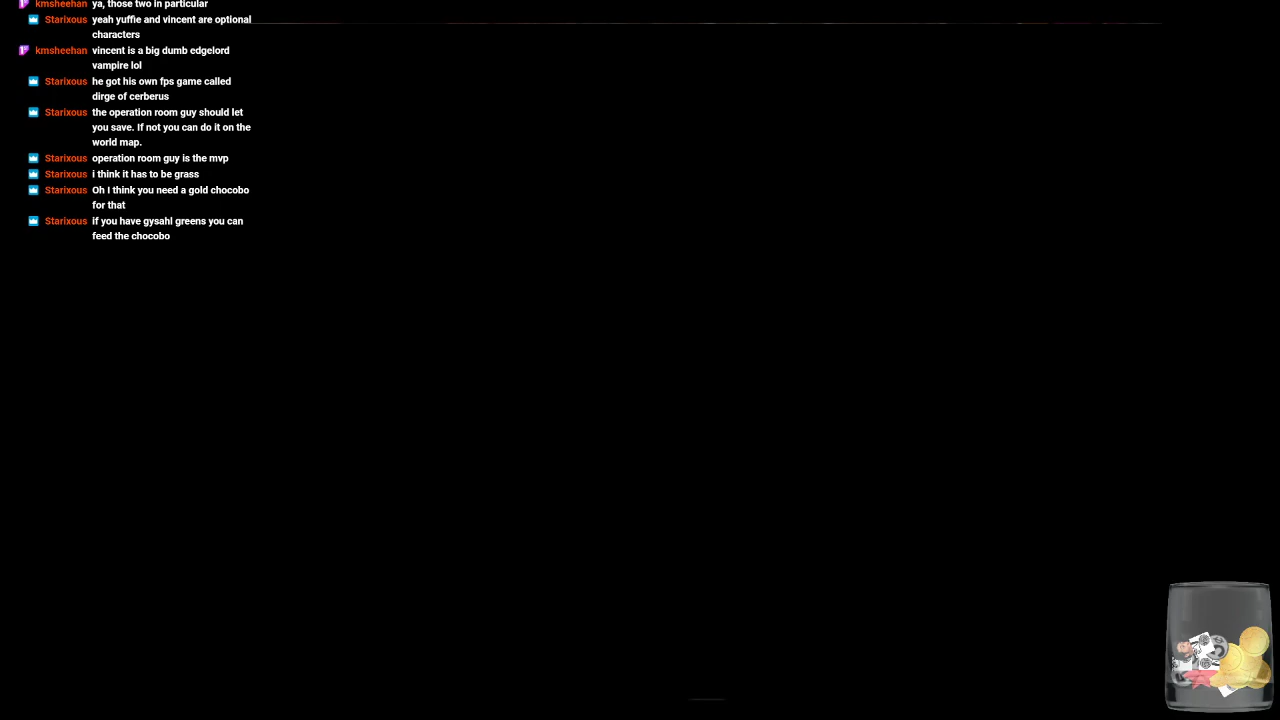 kmsheehan ya, those two in particular
Starixous yeah yuffie and vincent are optional
characters
kmsheehan vincent is a big dumb edgelord
vampire lol
Starixous he got his own fps game called
dirge of cerberus
Starixous the operation room guy should let
you save. If not you can do it on the
world map.
Starixous operation room guy is the mvp
Starixous i think it has to be grass
Starixous Oh I think you need a gold chocobo
for that
Starixous if you have gysahl greens you can
feed the chocobo